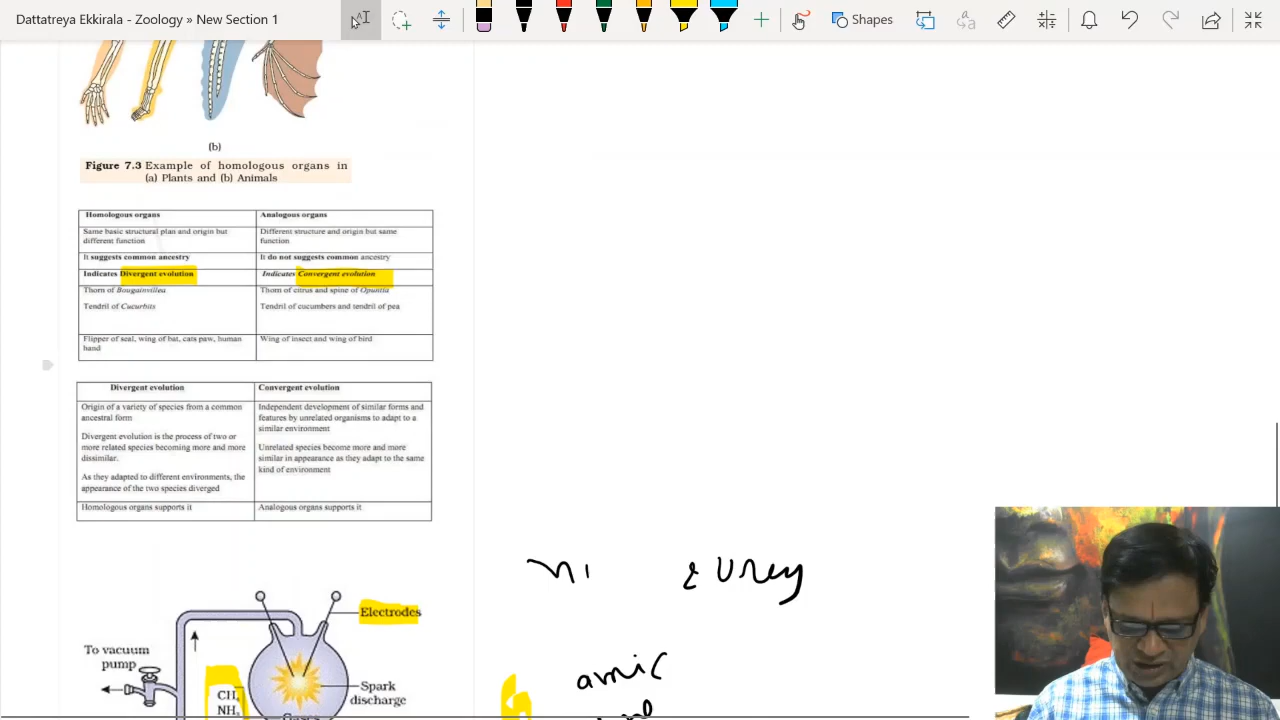 Dattatreya Ekkirala - Zoology » New Section 1
Shapes
(b)
Figure 7.3 Example of homologous organs in
(a) Plants and (b) Animals
Homologous organs
Analogous organs
Same basic structural plan and origin but
different function
Different structure and origin but same
function
It suggests common ancestry
It do not suggests common ancestry
Indicates Divergent evolution
Indicates Convergent evolution
Thorn of Bougainvillea
Tendril of Cucurbits
Thorn of citrus and spine of Opuntia
Tendril of cucumbers and tendril of pea
Flipper of seal, wing of bat, cats paw, human
hand
Wing of insect and wing of bird
Divergent evolution
Convergent evolution
Origin of a variety of species from a common
ancestral form
Divergent evolution is the process of two or
more related species becoming more and more
dissimilar.
As they adapted to different environments, the
appearance of the two species diverged
Independent development of similar forms and
features by unrelated organisms to adapt to a
similar environment
Unrelated species become more and more
similar in appearance as they adapt to the same
kind of environment
Homologous organs supports it
Analogous organs supports it
Urey
Electrodes
To vacuum
pump
CH
NH
Spark
discharge